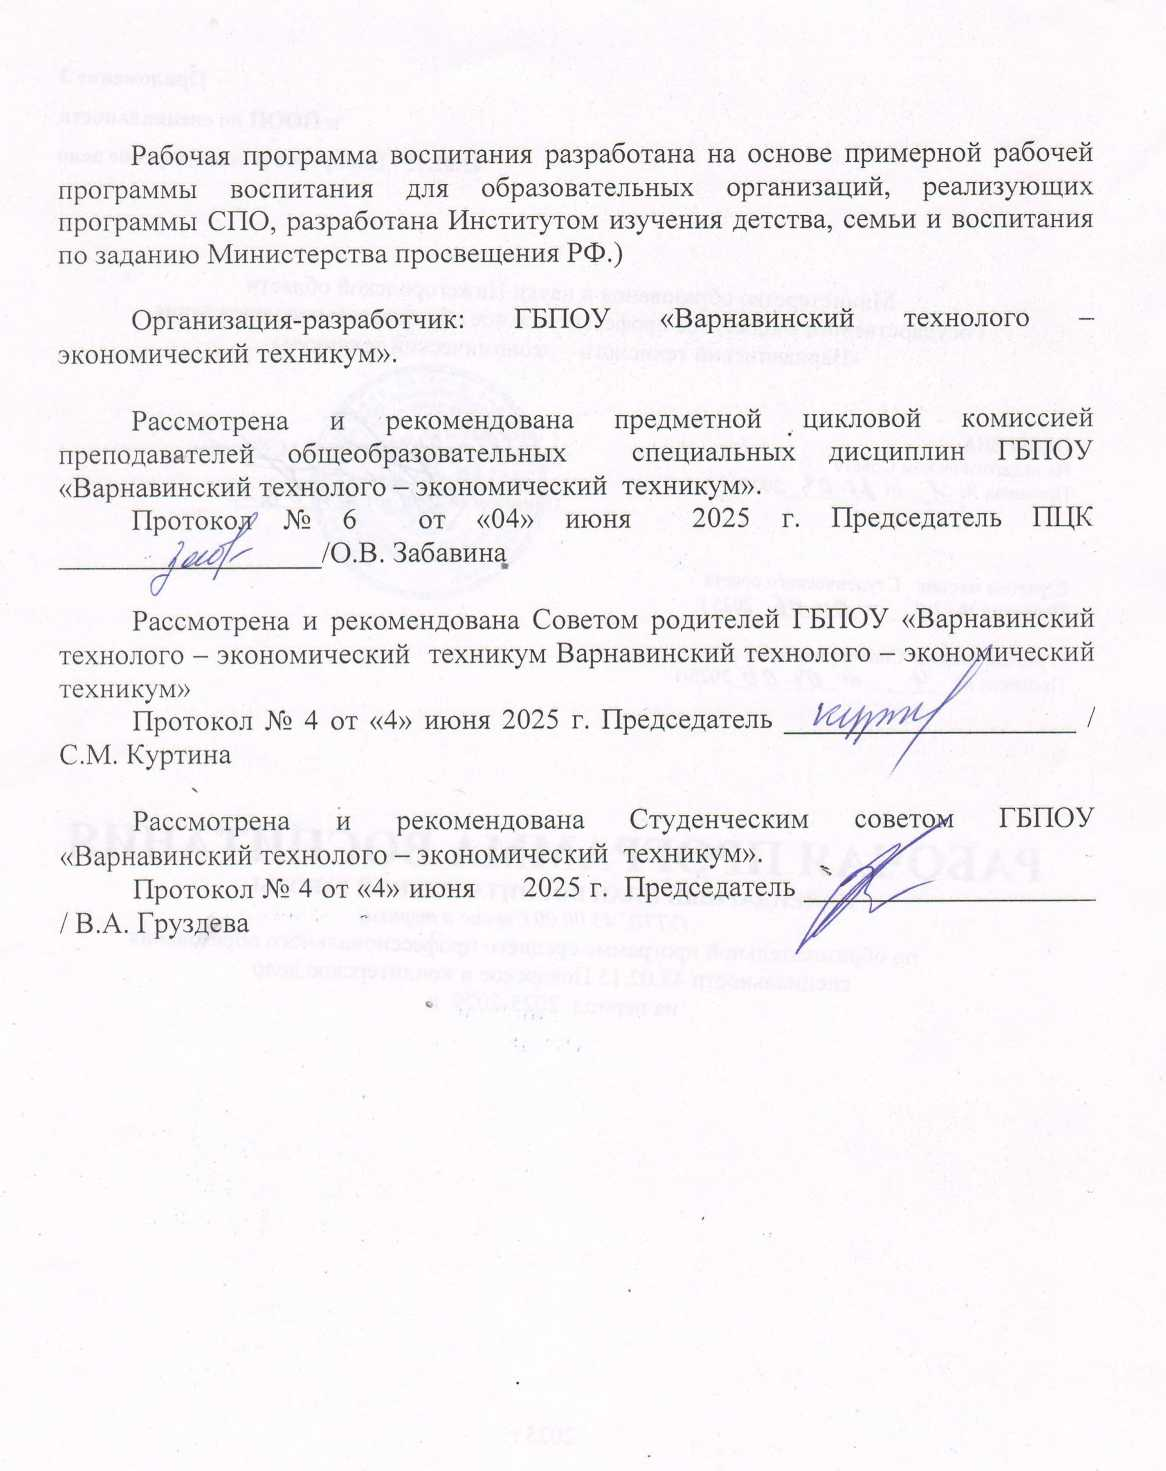 Рабочая программа воспитания разработана на основе примерной рабочей
программы воспитания для образовательных организаций, реализующих
программы СПО, разработана Институтом изучения детства, семьи и воспитания
по заданию Министерства просвещения РФ.)
Организация-разработчик: ГБПОУ «Варнавинский технолого –
экономический техникум».
Рассмотрена и рекомендована предметной цикловой комиссией
преподавателей общеобразовательных специальных дисциплин ГБПОУ
«Варнавинский технолого – экономический техникум».
Протокол № 6 от «04» июня 2025 г. Председатель ПЦК
___________________/О.В. Забавина
Рассмотрена и рекомендована Советом родителей ГБПОУ «Варнавинский
технолого – экономический техникум Варнавинский технолого – экономический
техникум»
Протокол № 4 от «4» июня 2025 г. Председатель _____________________ /
С.М. Куртина
Рассмотрена и рекомендована Студенческим советом ГБПОУ
«Варнавинский технолого – экономический техникум».
Протокол № 4 от «4» июня 2025 г. Председатель _____________________
/ В.А. Груздева